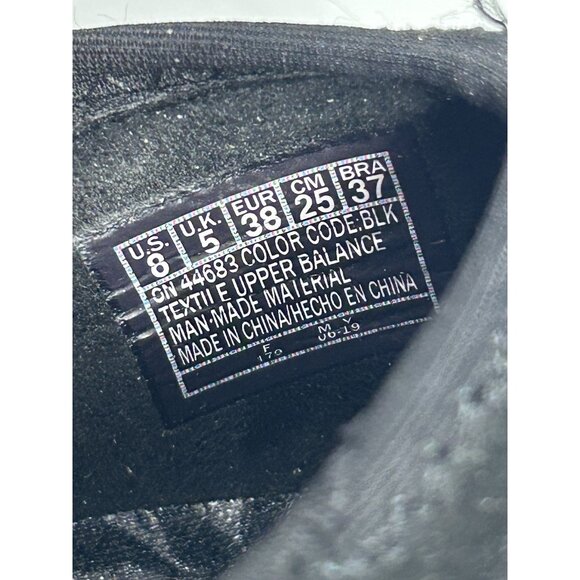 U.S. U.K. EUR CM BRA
8 5 38 25 37
CN 44683 COLOR CODE:BLK
TEXTILE UPPER BALANCE
MAN-MADE MATERIAL
MADE IN CHINA/HECHO EN CHINA
F M Y
179 06-19